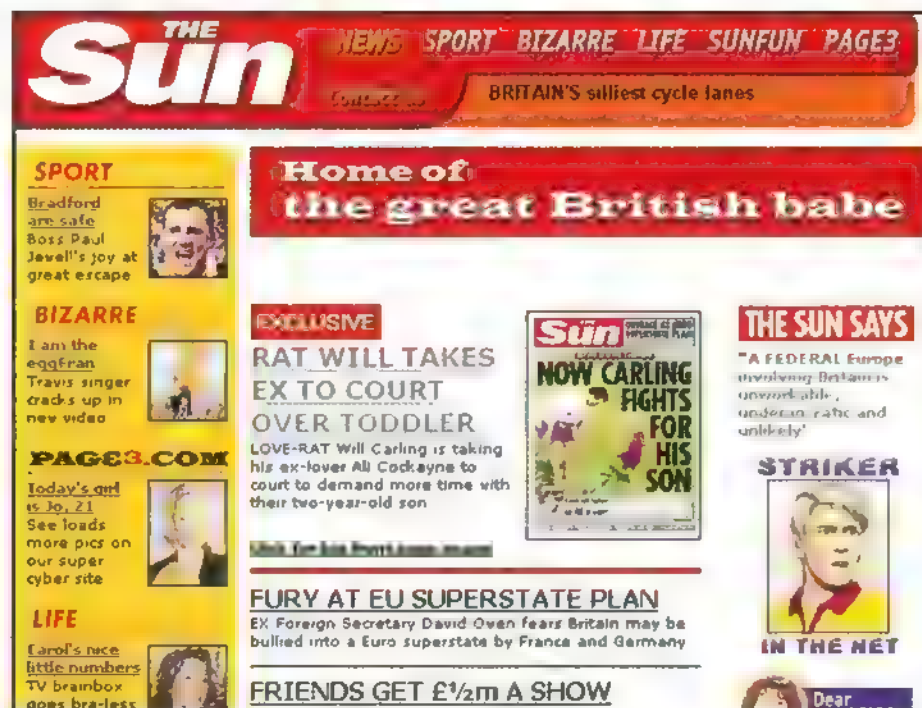 THE
Sun
NEWS SPORT BIZARRE LIFE SUNFUN PAGE3
Contact us
BRITAIN'S silliest cycle lanes
SPORT
Bradford
are safe
Boss Paul
Jewell's joy at
great escape
BIZARRE
I am the
eggfran
Travis singer
cracks up in
new video
PAGE3.COM
Today's girl
is Jo, 21
See loads
more pics on
our super
cyber site
LIFE
Carol's nice
little numbers
TV brainbox
goes bra-less
Home of
the great British babe
EXCLUSIVE
RAT WILL TAKES
EX TO COURT
OVER TODDLER
LOVE-RAT Will Carling is taking
his ex-lover Ali Cockayne to
court to demand more time with
their two-year-old son
Sun
NOW CARLING
FIGHTS
FOR
HIS
SON
FURY AT EU SUPERSTATE PLAN
EX Foreign Secretary David Owen fears Britain may be
bullied into a Euro superstate by France and Germany
FRIENDS GET £½m A SHOW
THE SUN SAYS
"A FEDERAL Europe
involving Britain is
unworkable,
and
unlikely"
STRIKER
IN THE NET
Dear